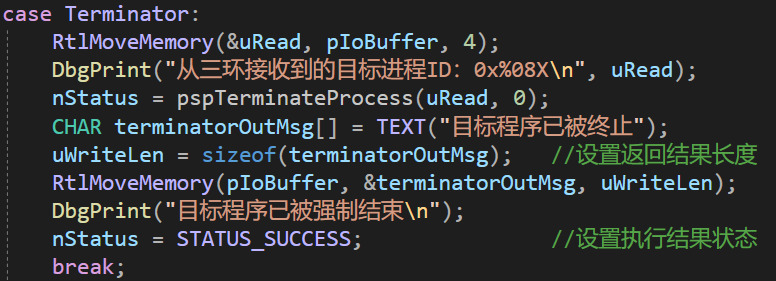 case Terminator:
RtlMoveMemory(&uRead, pIoBuffer, 4);
DbgPrint("从三环接收到的目标进程ID：0x%08X\n", uRead);
nStatus = pspTerminateProcess(uRead, 0);
CHAR terminatorOutMsg[] = TEXT("目标程序已被终止");
uWriteLen = sizeof(terminatorOutMsg); //设置返回结果长度
RtlMoveMemory(pIoBuffer, &terminatorOutMsg, uWriteLen);
DbgPrint("目标程序已被强制结束\n");
nStatus = STATUS_SUCCESS; //设置执行结果状态
break;